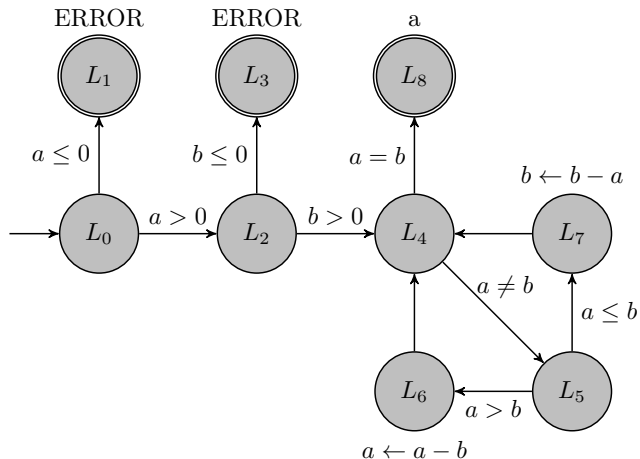 ERROR ERROR a
L₁ L₃ L₈
a ≤ 0 b ≤ 0 a = b b ← b − a
L₀ a > 0 L₂ b > 0 L₄ L₇
a ≠ b a ≤ b
L₆ a > b L₅
a ← a − b